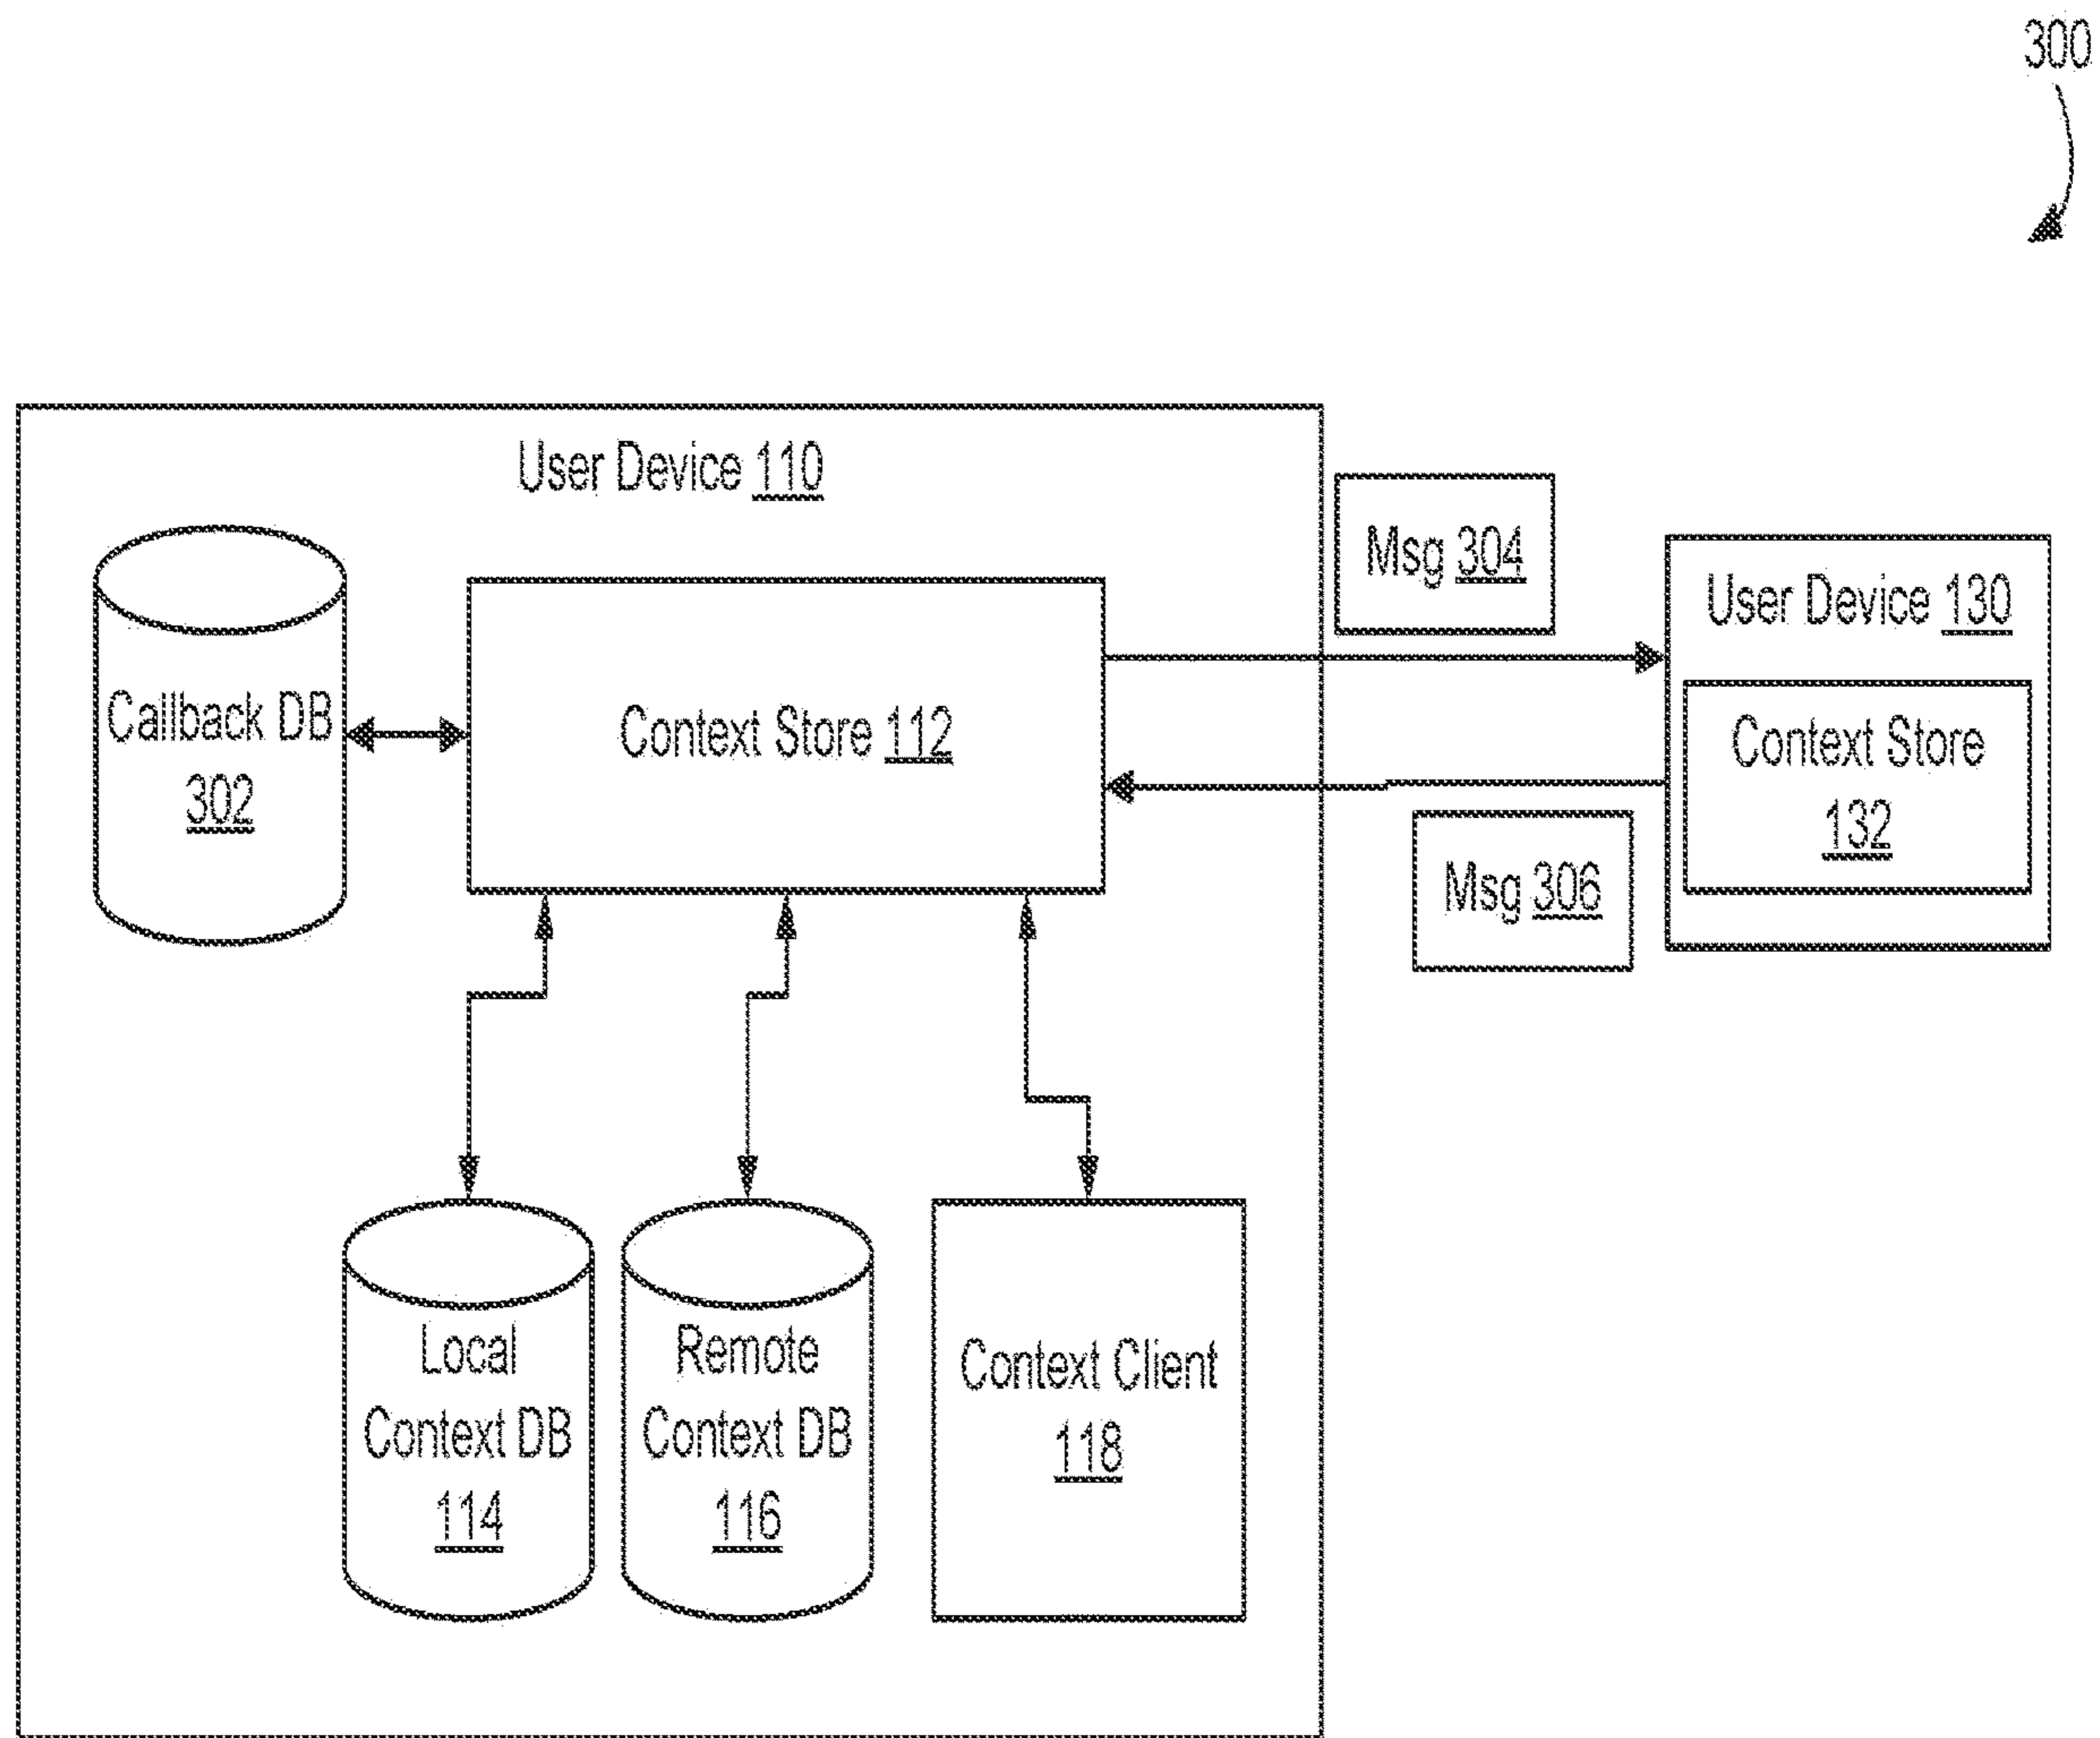 300
User Device 110
Msg 304
User Device 130
Callback DB
302
Context Store 112
Context Store
132
Msg 306
Local
Context DB
114
Remote
Context DB
116
Context Client
118